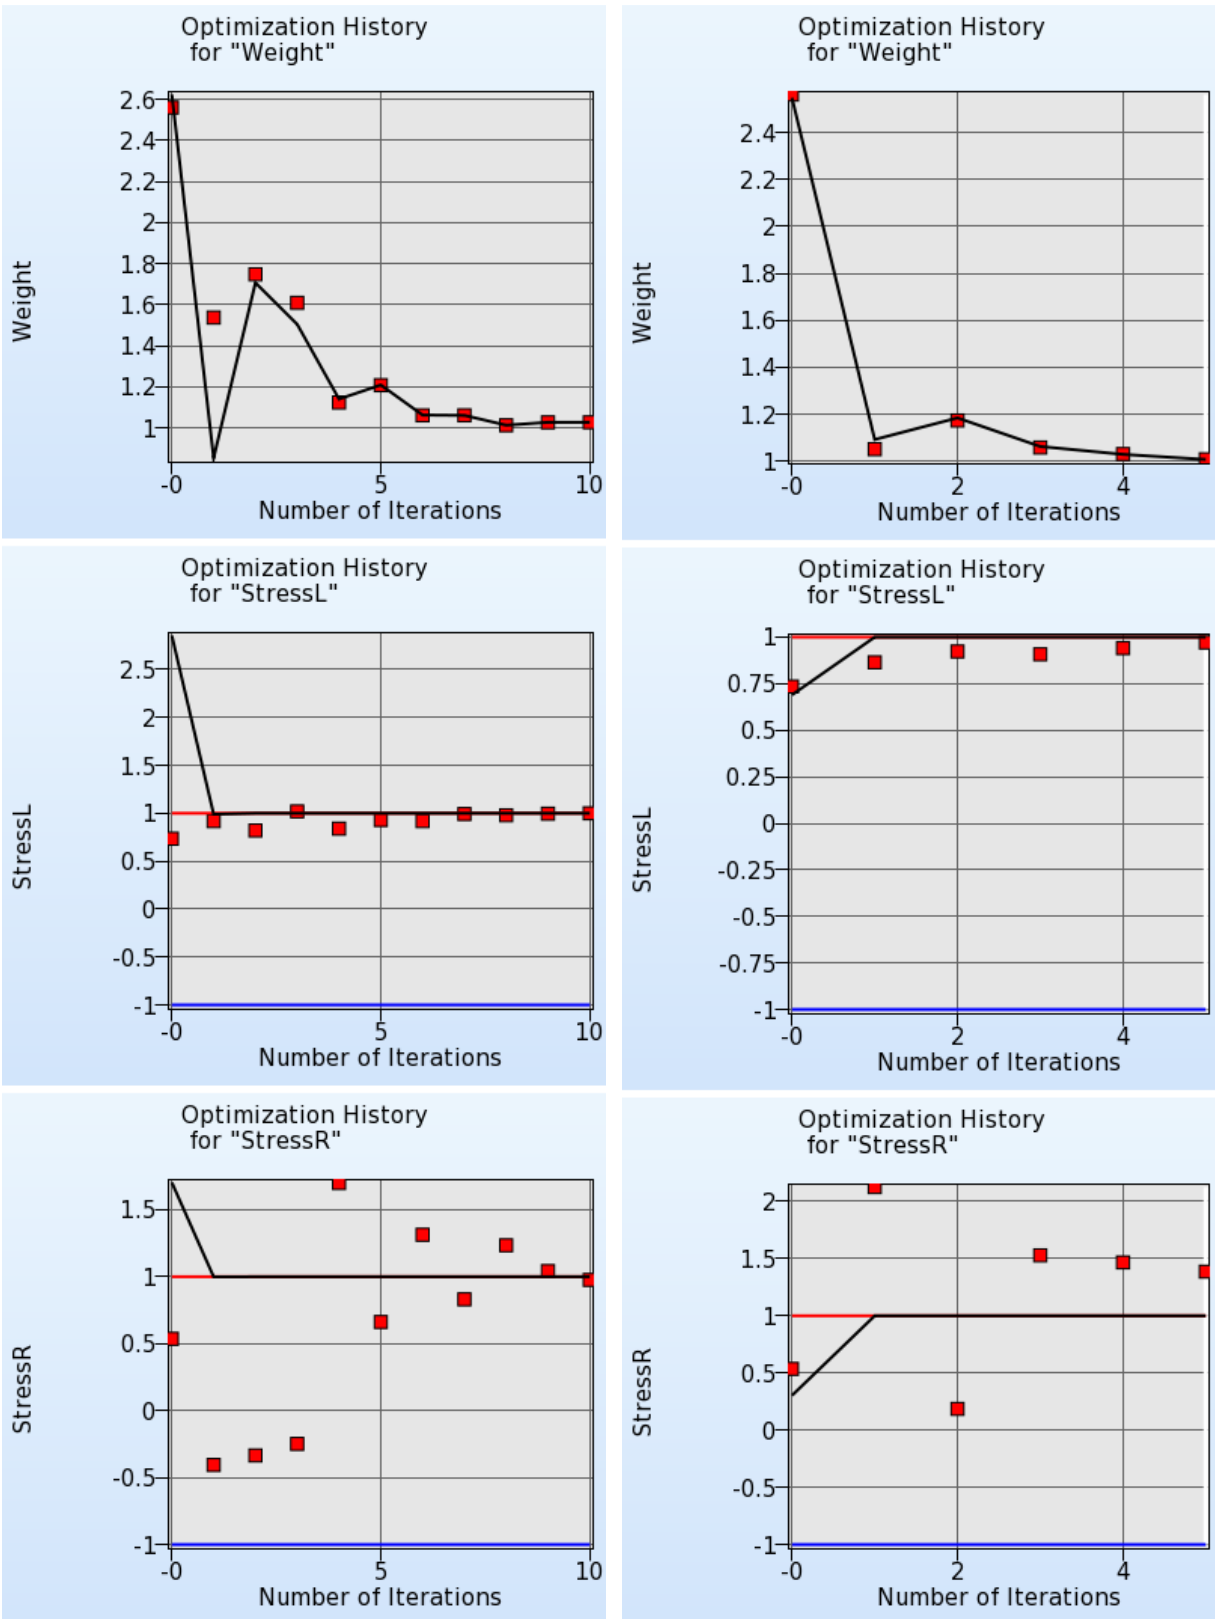 Optimization History
for "Weight"
2.6
2.4
2.2
2
1.8
1.6
1.4
1.2
1
Weight
-0
5
10
Number of Iterations
Optimization History
for "Weight"
2.4
2.2
2
1.8
1.6
1.4
1.2
1
Weight
-0
2
4
Number of Iterations
Optimization History
for "StressL"
2.5
2
1.5
1
0.5
0
-0.5
-1
StressL
-0
5
10
Number of Iterations
Optimization History
for "StressL"
1
0.75
0.5
0.25
0
-0.25
-0.5
-0.75
-1
StressL
-0
2
4
Number of Iterations
Optimization History
for "StressR"
1.5
1
0.5
0
-0.5
-1
StressR
-0
5
10
Number of Iterations
Optimization History
for "StressR"
2
1.5
1
0.5
0
-0.5
-1
StressR
-0
2
4
Number of Iterations